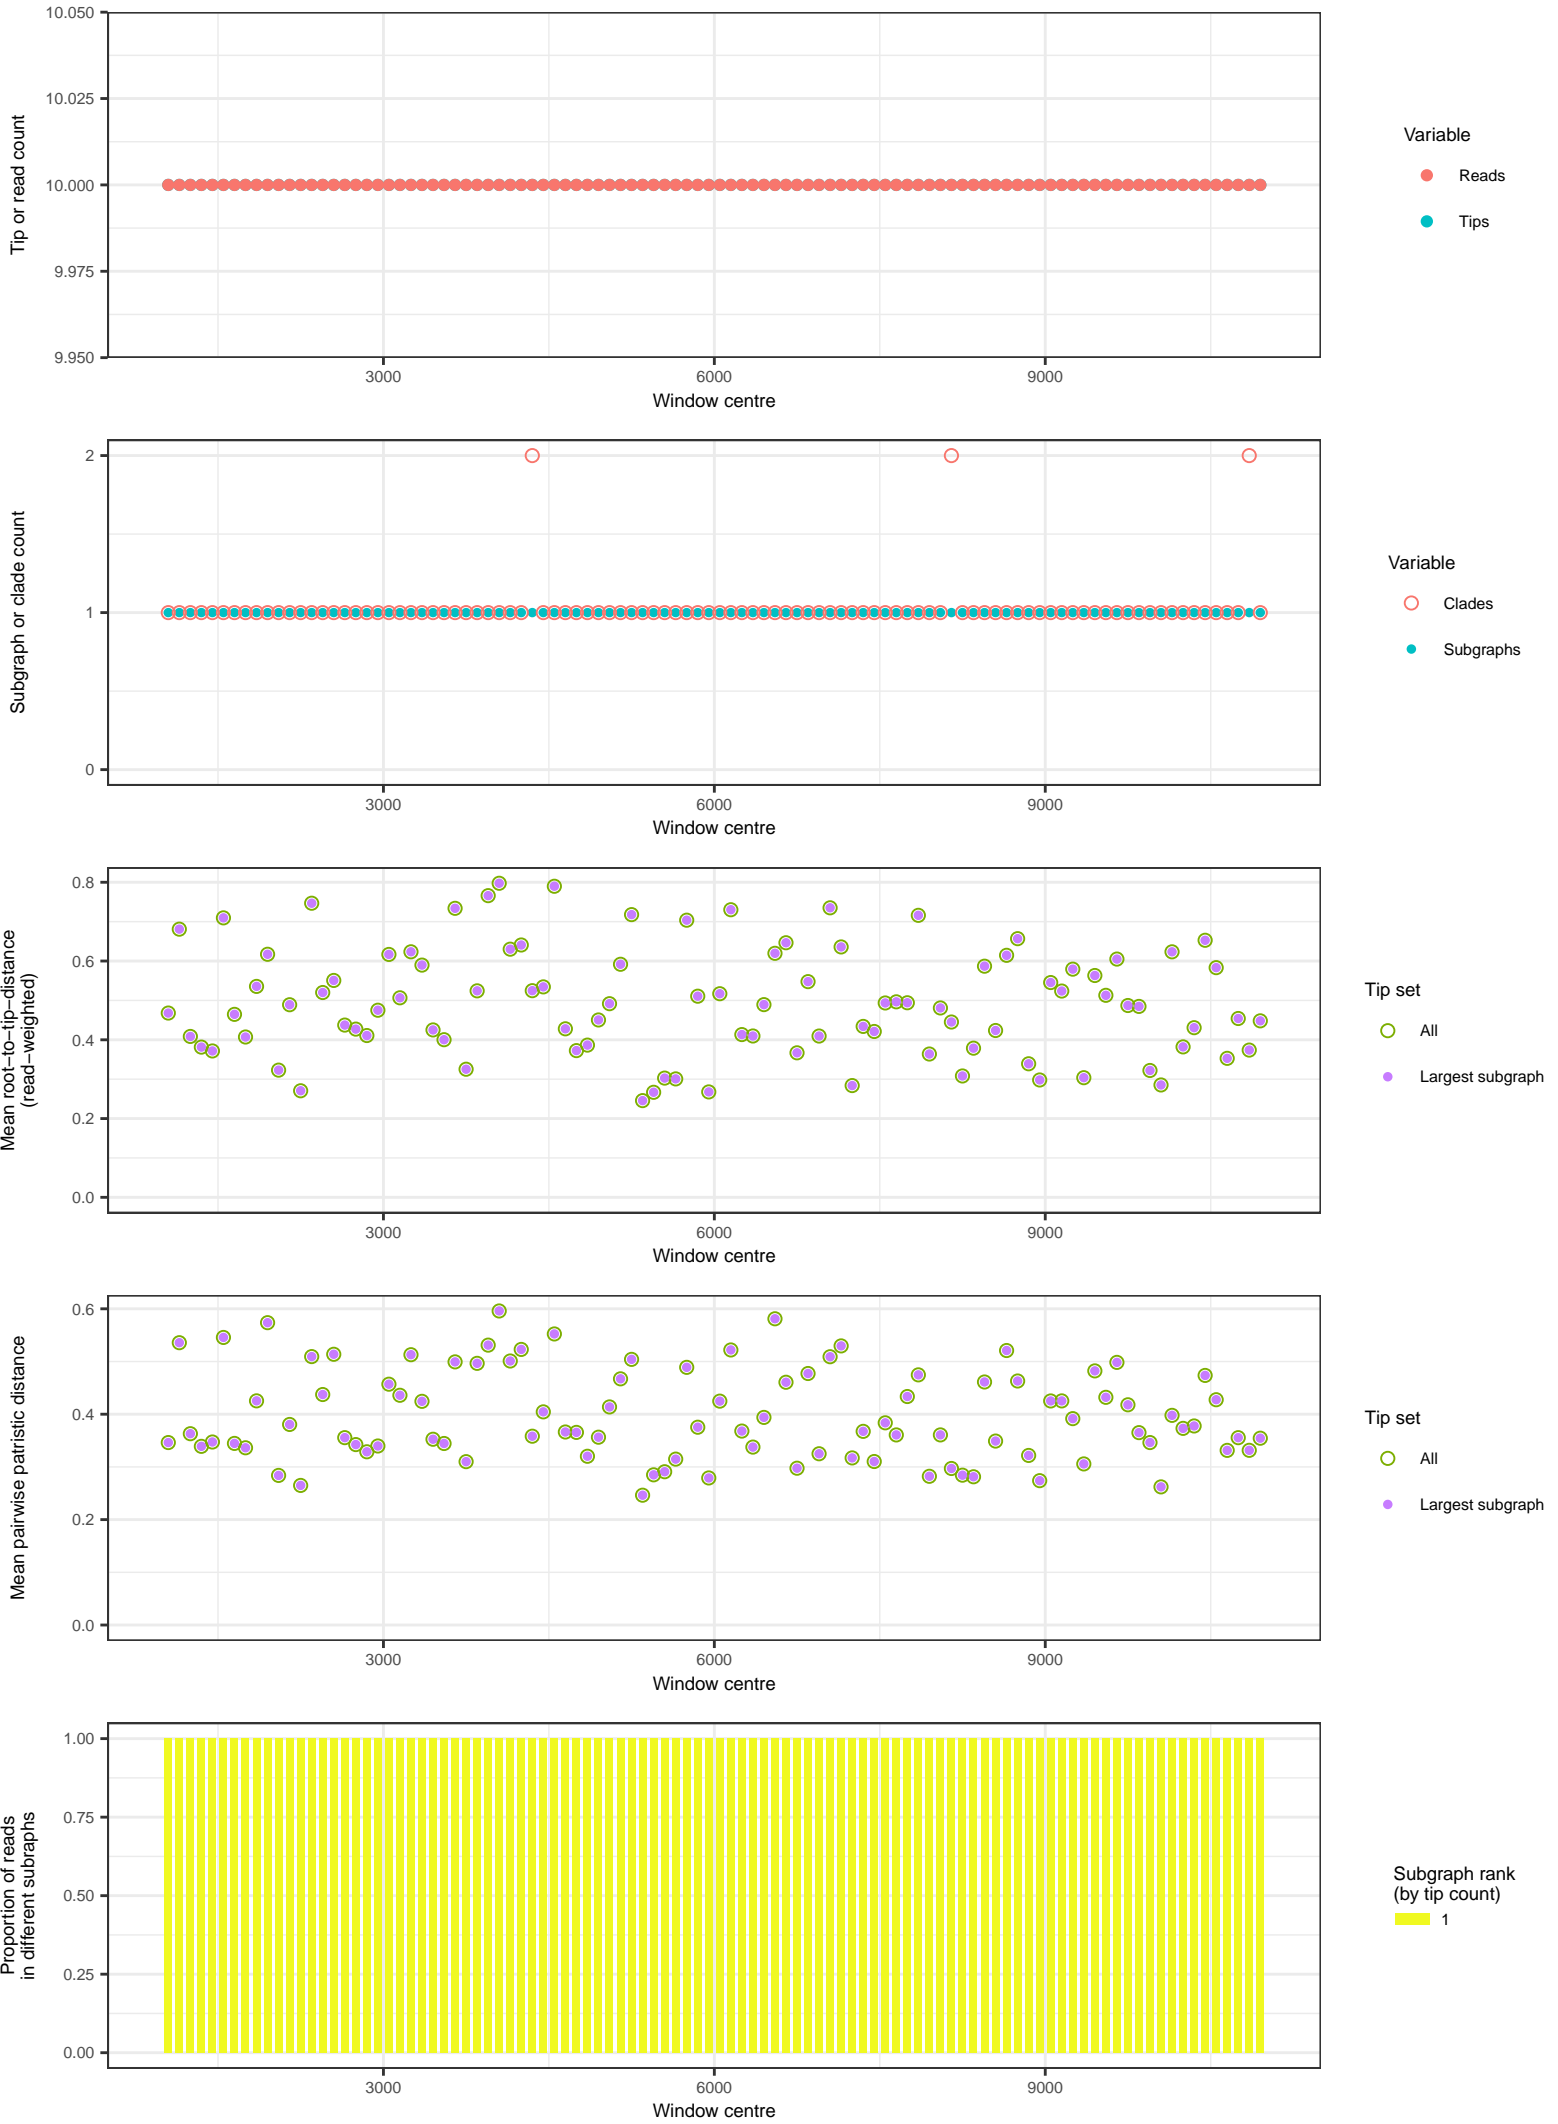 10.050
10.025
10.000
9.975
9.950
Tip or read count
3000
6000
9000
Window centre
Variable
Reads
Tips
2
1
0
Subgraph or clade count
3000
6000
9000
Window centre
Variable
Clades
Subgraphs
0.8
0.6
0.4
0.2
0.0
Mean root−to−tip−distance
(read−weighted)
3000
6000
9000
Window centre
Tip set
All
Largest subgraph
0.6
0.4
0.2
0.0
Mean pairwise patristic distance
3000
6000
9000
Window centre
Tip set
All
Largest subgraph
1.00
0.75
0.50
0.25
0.00
Proportion of reads
in different subraphs
3000
6000
9000
Window centre
Subgraph rank
(by tip count)
1